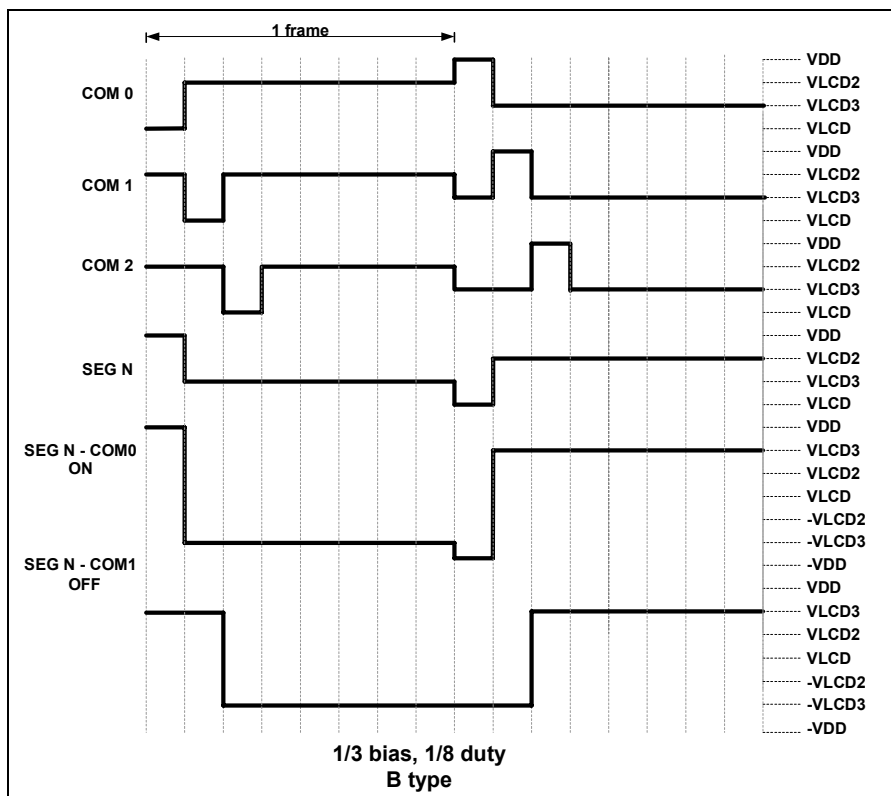 1 frame
COM 0
VDD
VLCD2
VLCD3
VLCD
COM 1
VDD
VLCD2
VLCD3
VLCD
COM 2
VDD
VLCD2
VLCD3
VLCD
SEG N
VDD
VLCD2
VLCD3
VLCD
SEG N - COM0
ON
VDD
VLCD3
VLCD2
VLCD
-VLCD2
-VLCD3
-VDD
SEG N - COM1
OFF
VDD
VLCD3
VLCD2
VLCD
-VLCD2
-VLCD3
-VDD
1/3 bias, 1/8 duty
B type